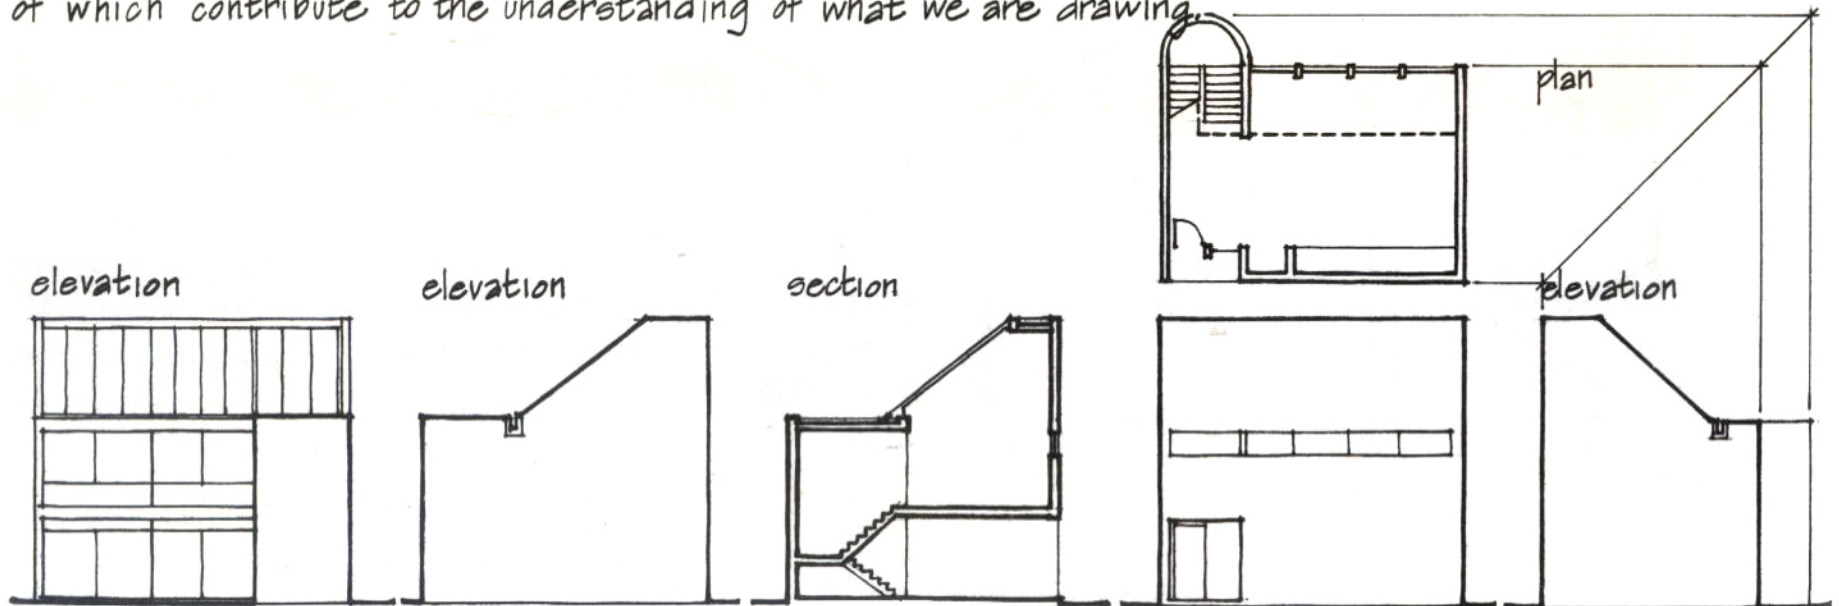 of which contribute to the understanding of what we are drawing.
plan
elevation
elevation
section
elevation